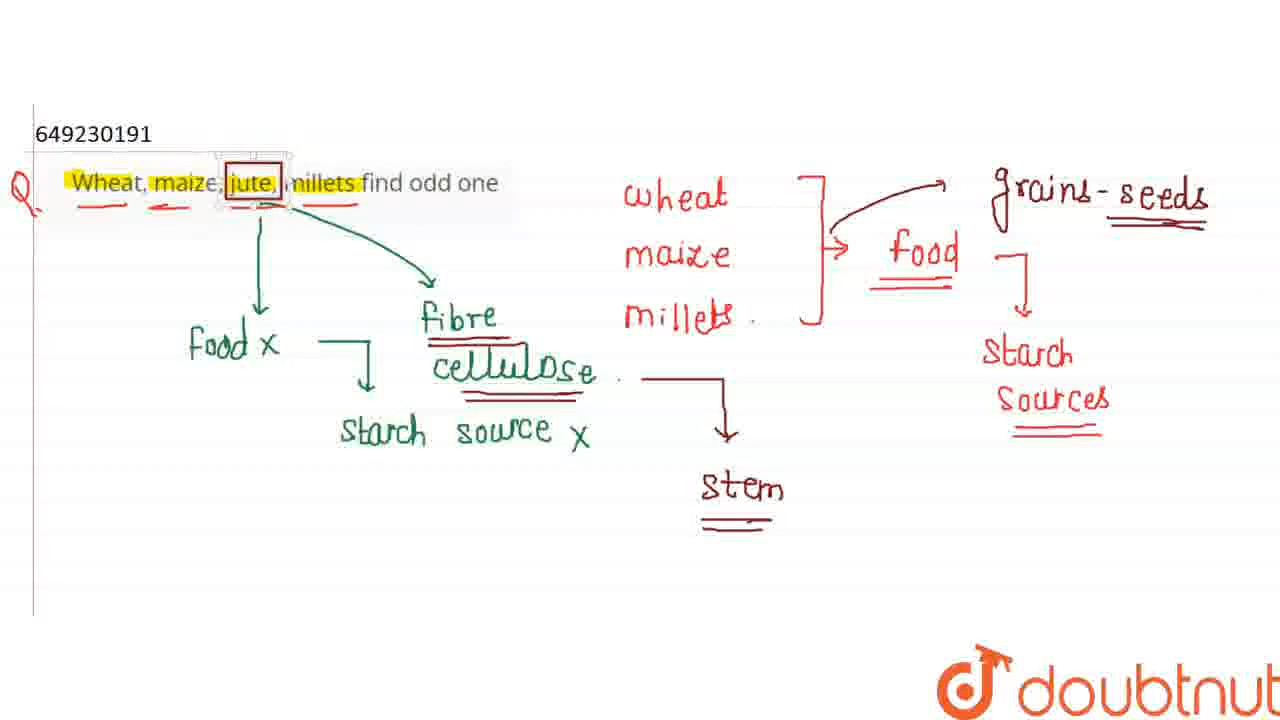 649230191
Q. Wheat, maize, jute, millets find odd one
wheat
maize
millets.
food
grains - seeds
starch
sources
food x
fibre
cellulose.
starch source x
stem
doubtnut